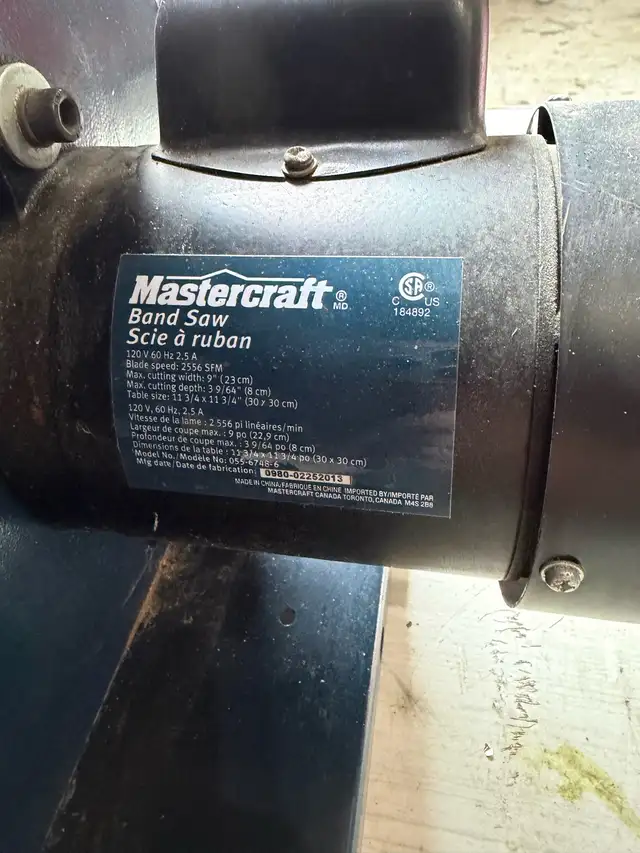 Mastercraft ® MD
Band Saw
Scie à ruban
C SA ® US
184892
120 V 60 Hz 2.5 A
Blade speed: 2556 SFM
Max. cutting width: 9" (23 cm)
Max. cutting depth: 3 9/64" (8 cm)
Table size: 11 3/4 x 11 3/4" (30 x 30 cm)
120 V, 60 Hz, 2.5 A
Vitesse de la lame : 2 556 pi linéaires/min
Largeur de coupe max. : 9 po (22,9 cm)
Profondeur de coupe max. : 3 9/64 po (8 cm)
Dimensions de la table : 11 3/4 x 11 3/4 po (30 x 30 cm)
Model No./Modèle No: 055-6748-6
Mfg date/Date de fabrication: 0980-02252013
MADE IN CHINA/FABRIQUÉ EN CHINE IMPORTED BY/IMPORTÉ PAR
MASTERCRAFT CANADA TORONTO, CANADA M4S 2B8